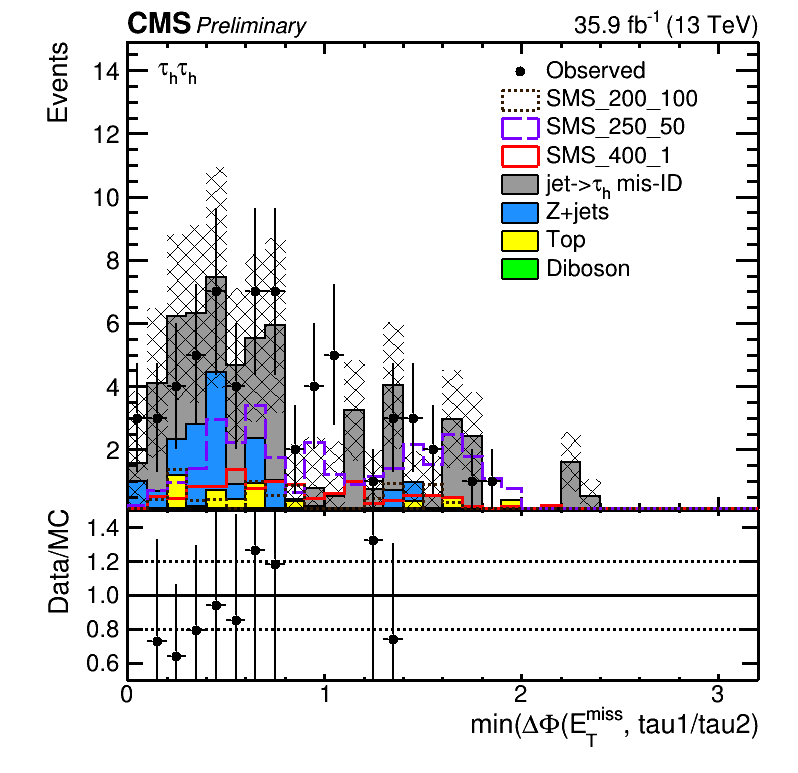 CMS Preliminary 35.9 fb⁻¹ (13 TeV)
Events
τhτh
Observed
SMS_200_100
SMS_250_50
SMS_400_1
jet->τh mis-ID
Z+jets
Top
Diboson
14
12
10
8
6
4
2
Data/MC
1.4
1.2
1.0
0.8
0.6
0 1 2 3
min(ΔΦ(E_T^miss, tau1/tau2)